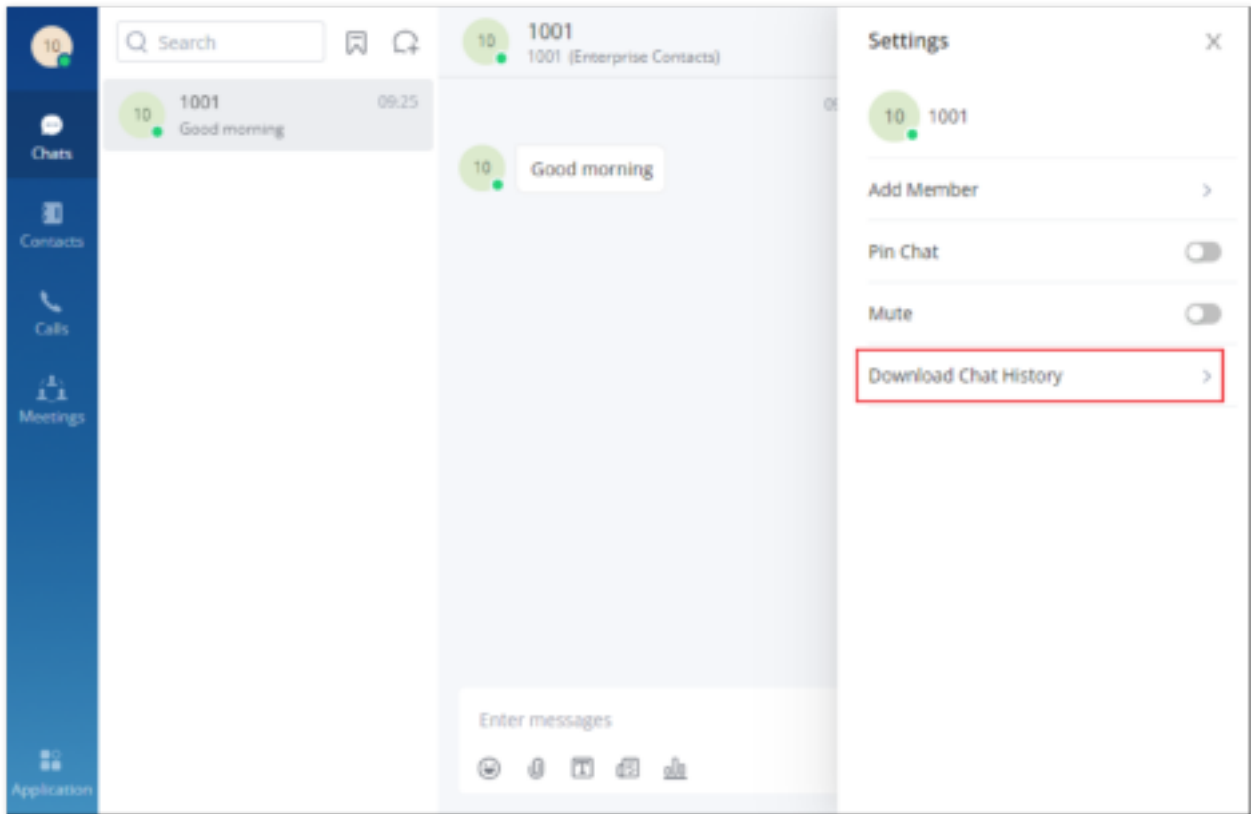 10
Chats
Contacts
Calls
Meetings
Application
Search
10
1001
09:25
Good morning
10
1001
1001 (Enterprise Contacts)
10
Good morning
Enter messages
Settings
10
1001
Add Member
Pin Chat
Mute
Download Chat History